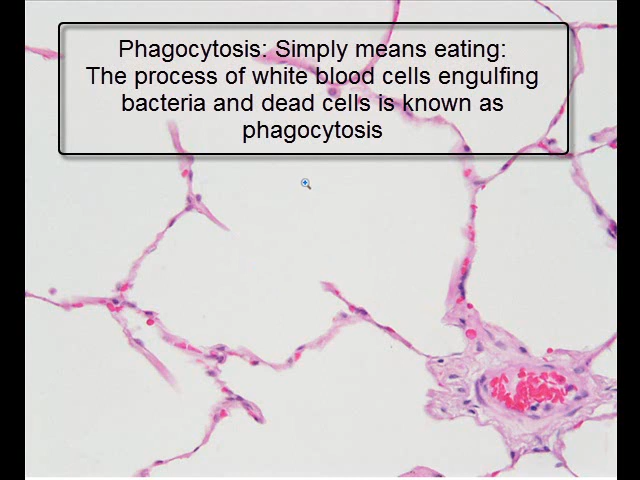 Phagocytosis: Simply means eating:
The process of white blood cells engulfing
bacteria and dead cells is known as
phagocytosis